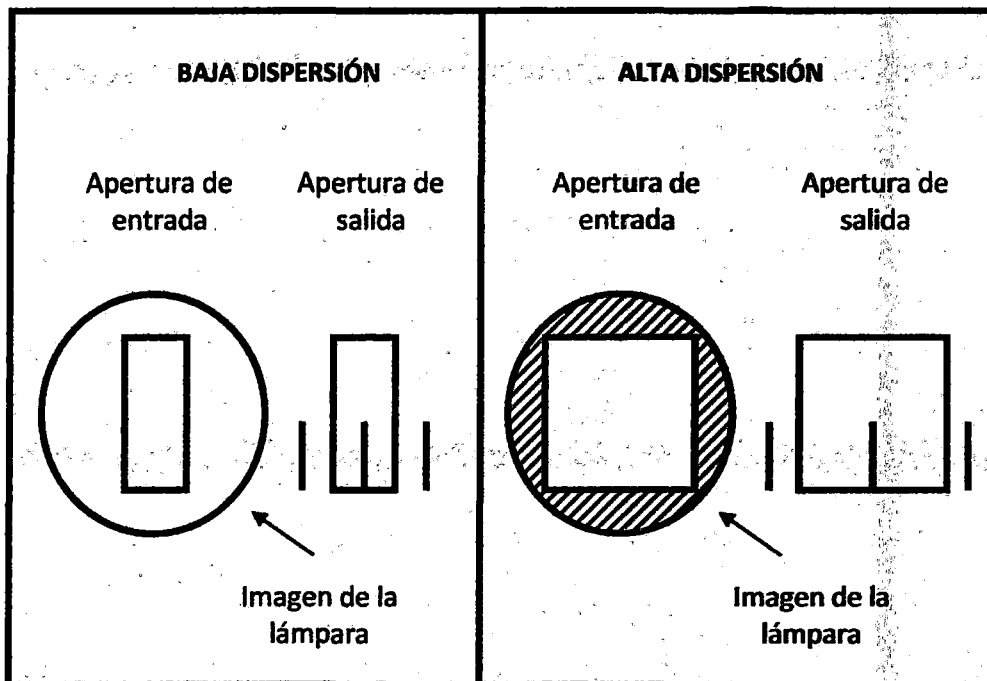 BAJA DISPERSIÓN
Apertura de
entrada
Apertura de
salida
Imagen de la
lámpara
ALTA DISPERSIÓN
Apertura de
entrada
Apertura de
salida
Imagen de la
lámpara